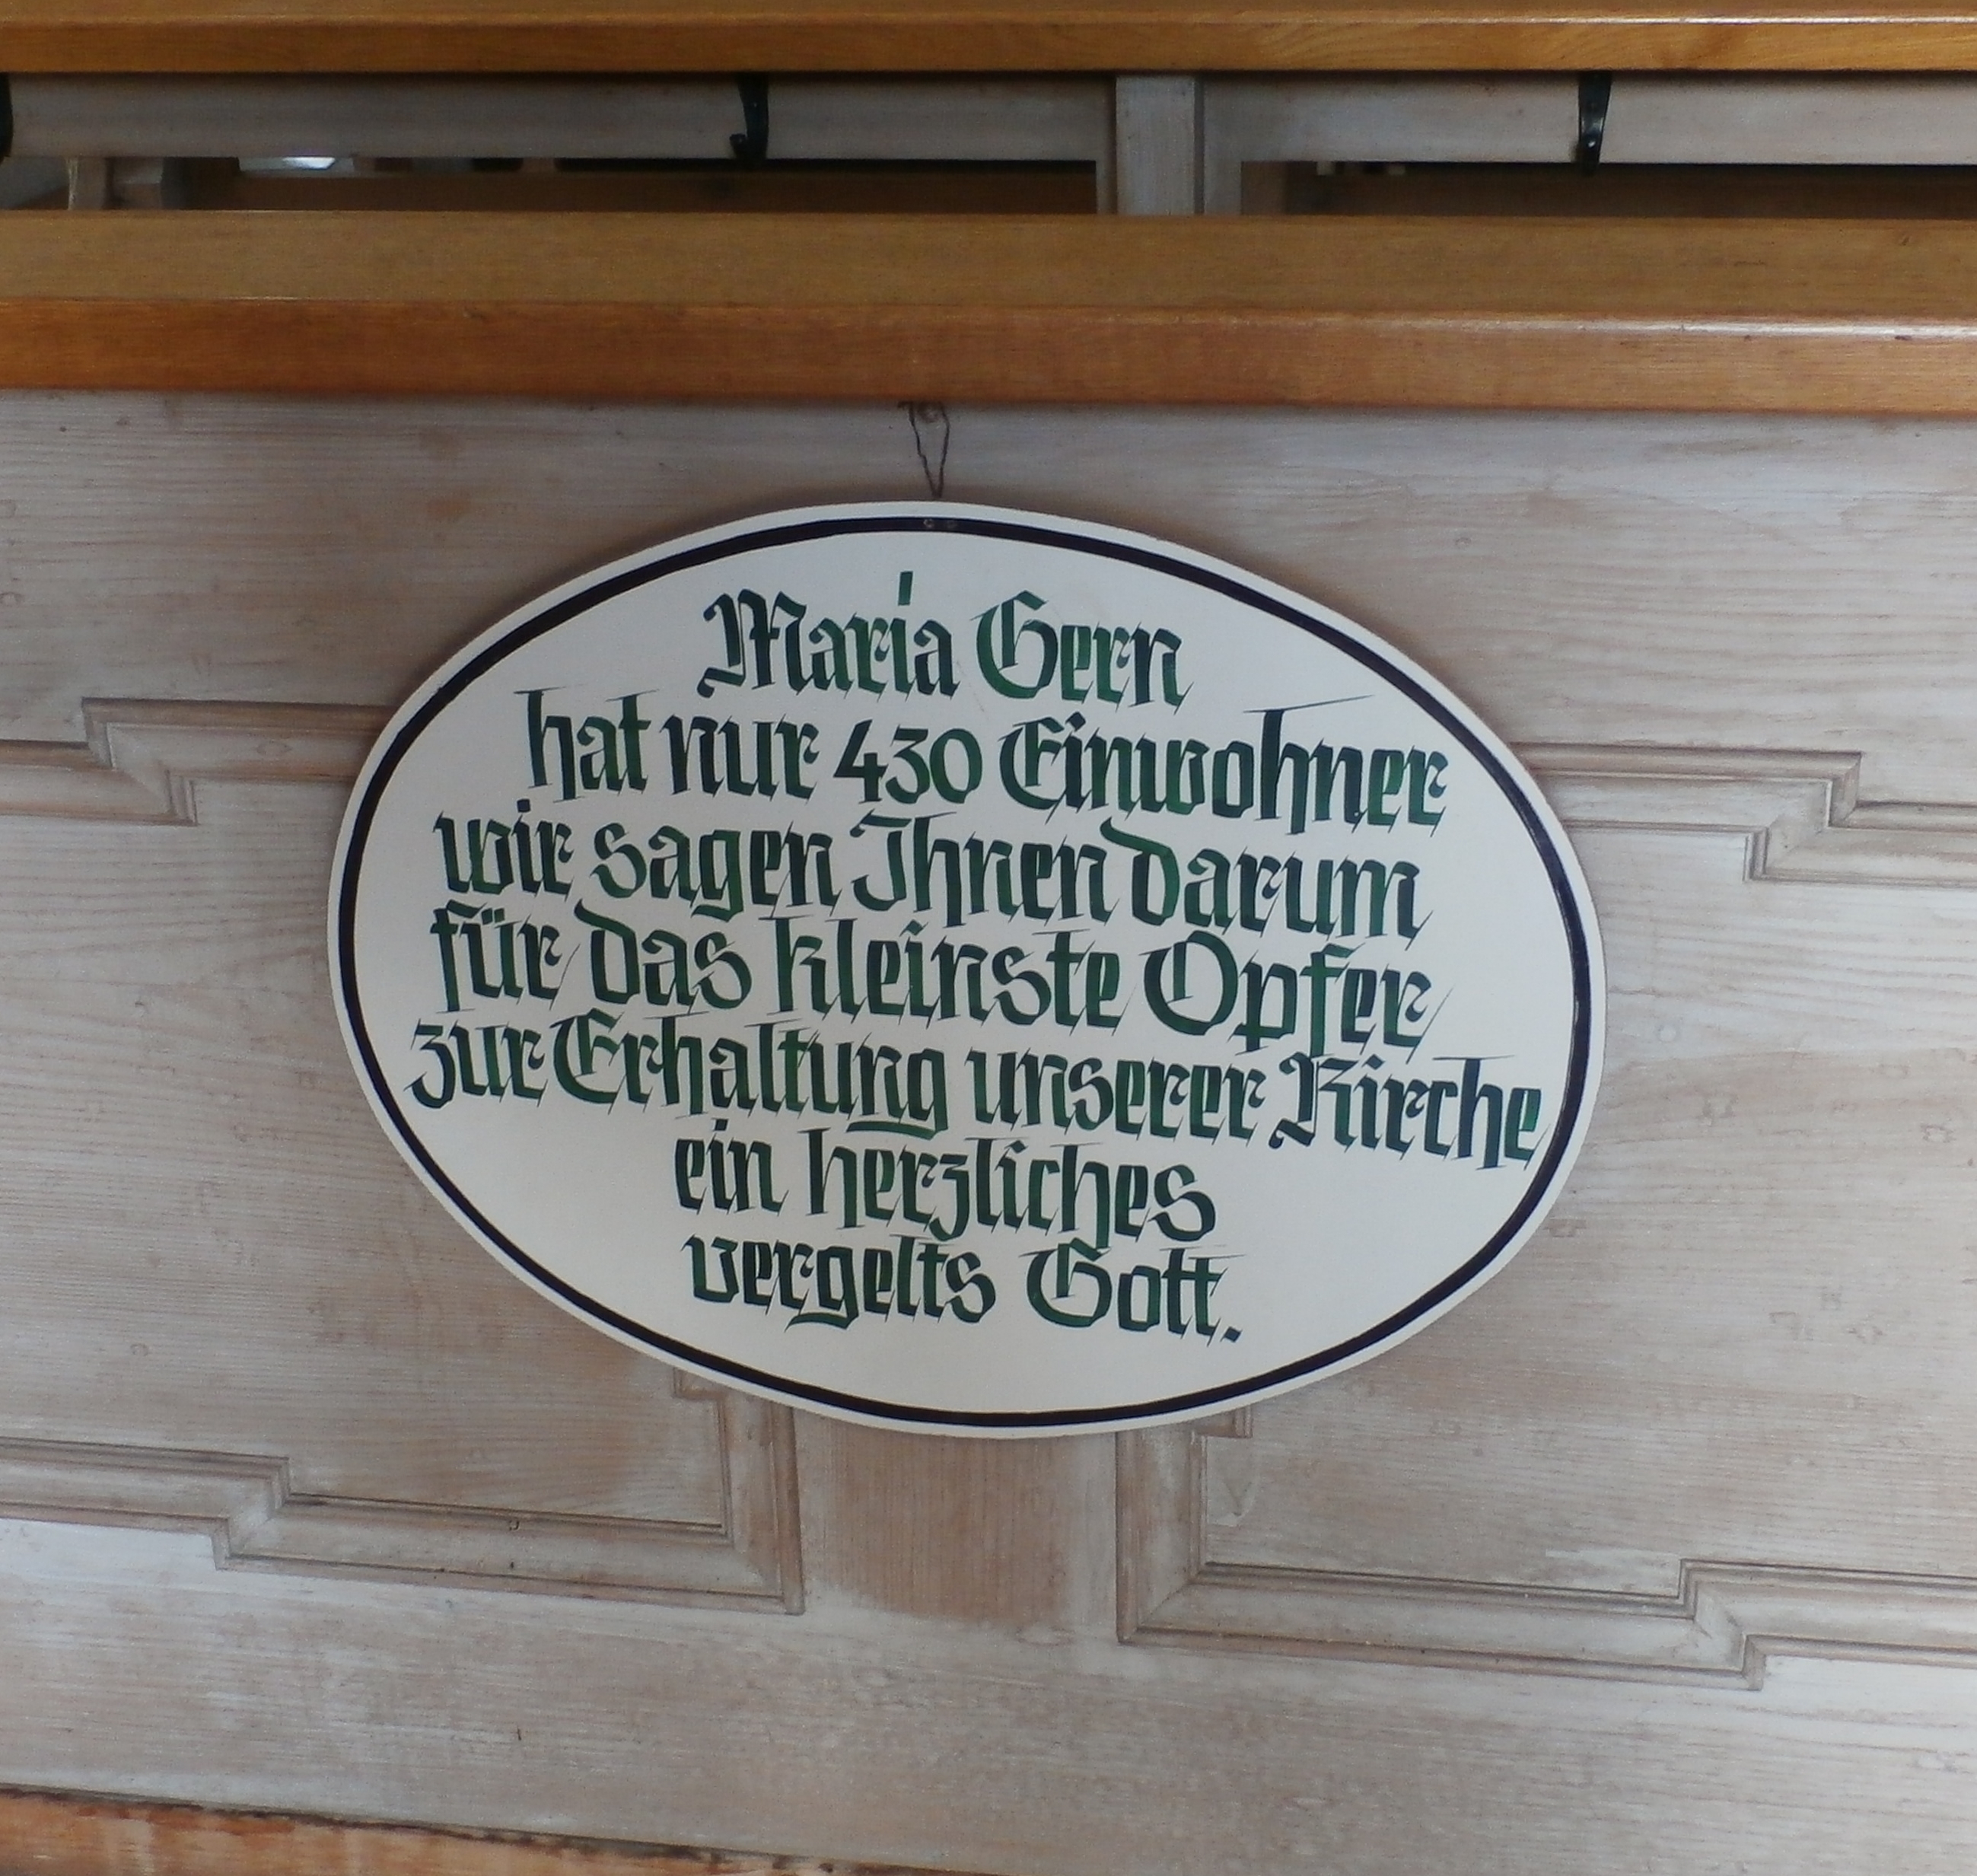 Maria Gern
hat nur 430 Einwohner
wir sagen Ihnen darum
für das kleinste Opfer
zur Erhaltung unserer Kirche
ein herzliches
vergelts Gott.